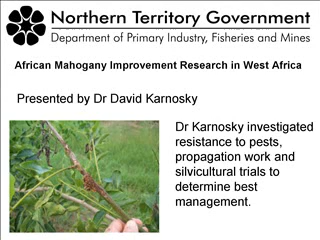 Northern Territory Government
Department of Primary Industry, Fisheries and Mines
African Mahogany Improvement Research in West Africa
Presented by Dr David Karnosky
Dr Karnosky investigated
resistance to pests,
propagation work and
silvicultural trials to
determine best
management.